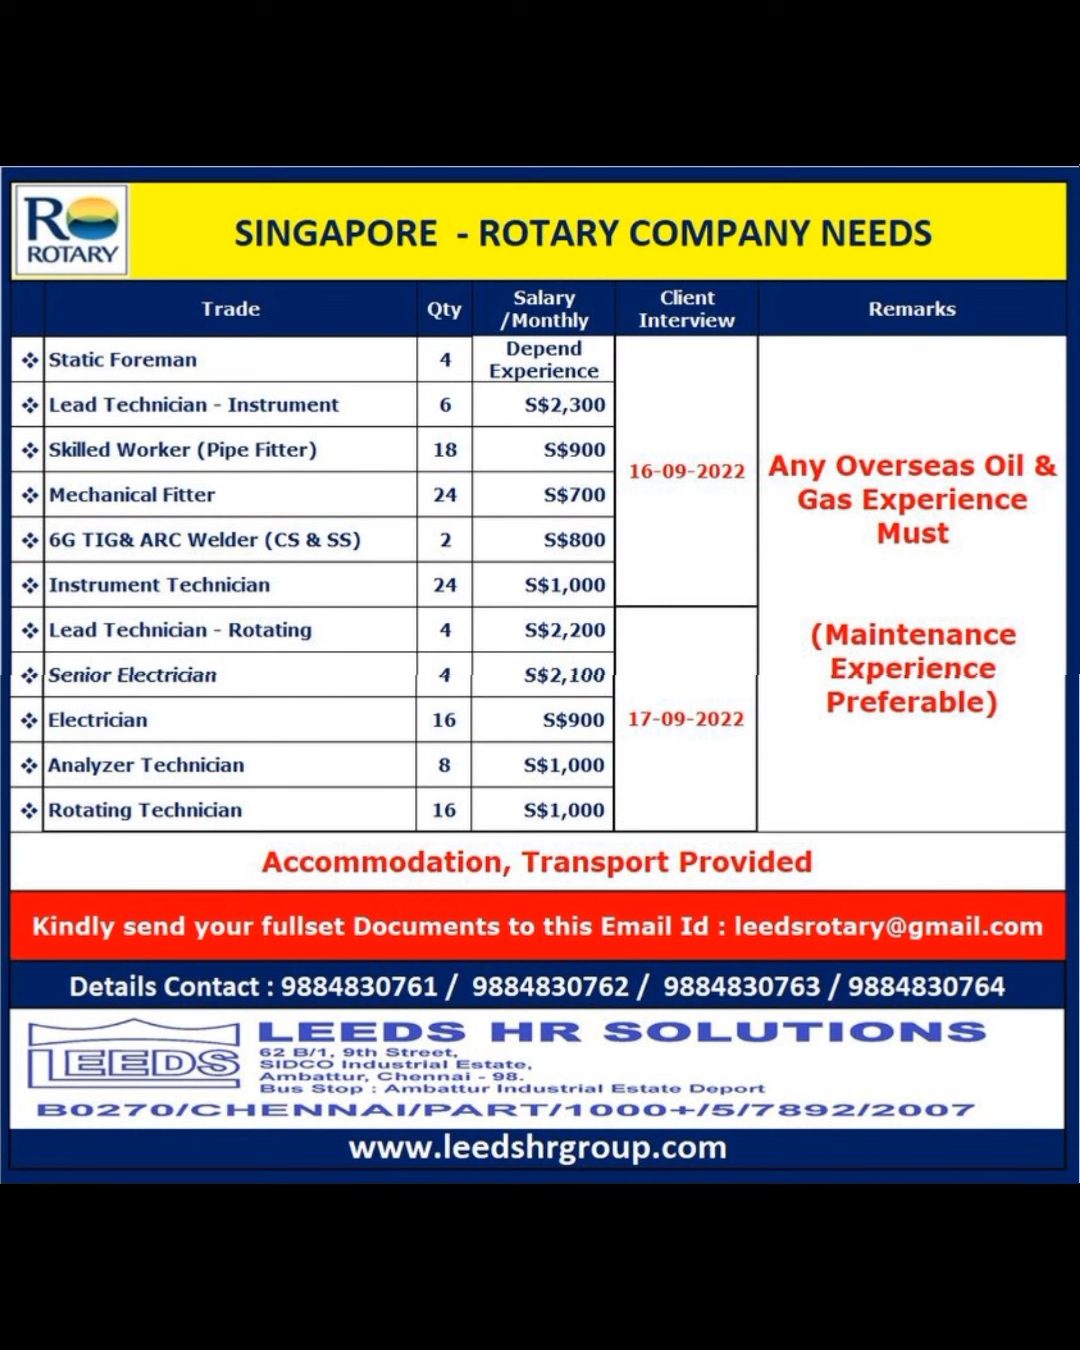 RO
ROTARY
SINGAPORE - ROTARY COMPANY NEEDS
Trade Qty Salary /Monthly Client Interview Remarks
❖ Static Foreman 4 Depend Experience
❖ Lead Technician - Instrument 6 S$2,300
❖ Skilled Worker (Pipe Fitter) 18 S$900
❖ Mechanical Fitter 24 S$700
❖ 6G TIG& ARC Welder (CS & SS) 2 S$800
❖ Instrument Technician 24 S$1,000
16-09-2022
❖ Lead Technician - Rotating 4 S$2,200
❖ Senior Electrician 4 S$2,100
❖ Electrician 16 S$900
❖ Analyzer Technician 8 S$1,000
❖ Rotating Technician 16 S$1,000
17-09-2022
Any Overseas Oil &
Gas Experience
Must
(Maintenance
Experience
Preferable)
Accommodation, Transport Provided
Kindly send your fullset Documents to this Email Id : leedsrotary@gmail.com
Details Contact : 9884830761 / 9884830762 / 9884830763 / 9884830764
LEEDS
LEEDS HR SOLUTIONS
62 B/1, 9th Street,
SIDCO Industrial Estate,
Ambattur, Chennai - 98.
Bus Stop : Ambattur Industrial Estate Deport
B0270/CHENNAI/PART/1000+/5/7892/2007
www.leedshrgroup.com